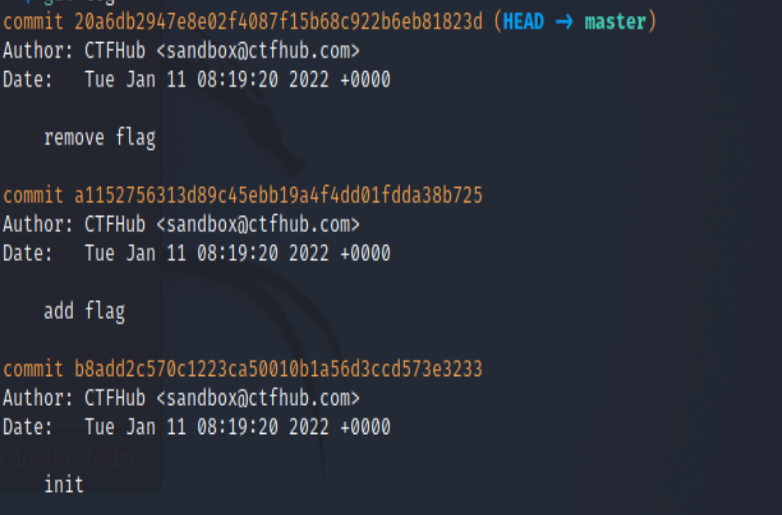 commit 20a6db2947e8e02f4087f15b68c922b6eb81823d (HEAD → master)
Author: CTFHub <sandbox@ctfhub.com>
Date:   Tue Jan 11 08:19:20 2022 +0000
remove flag
commit a1152756313d89c45ebb19a4f4dd01fdda38b725
Author: CTFHub <sandbox@ctfhub.com>
Date:   Tue Jan 11 08:19:20 2022 +0000
add flag
commit b8add2c570c1223ca50010b1a56d3ccd573e3233
Author: CTFHub <sandbox@ctfhub.com>
Date:   Tue Jan 11 08:19:20 2022 +0000
init